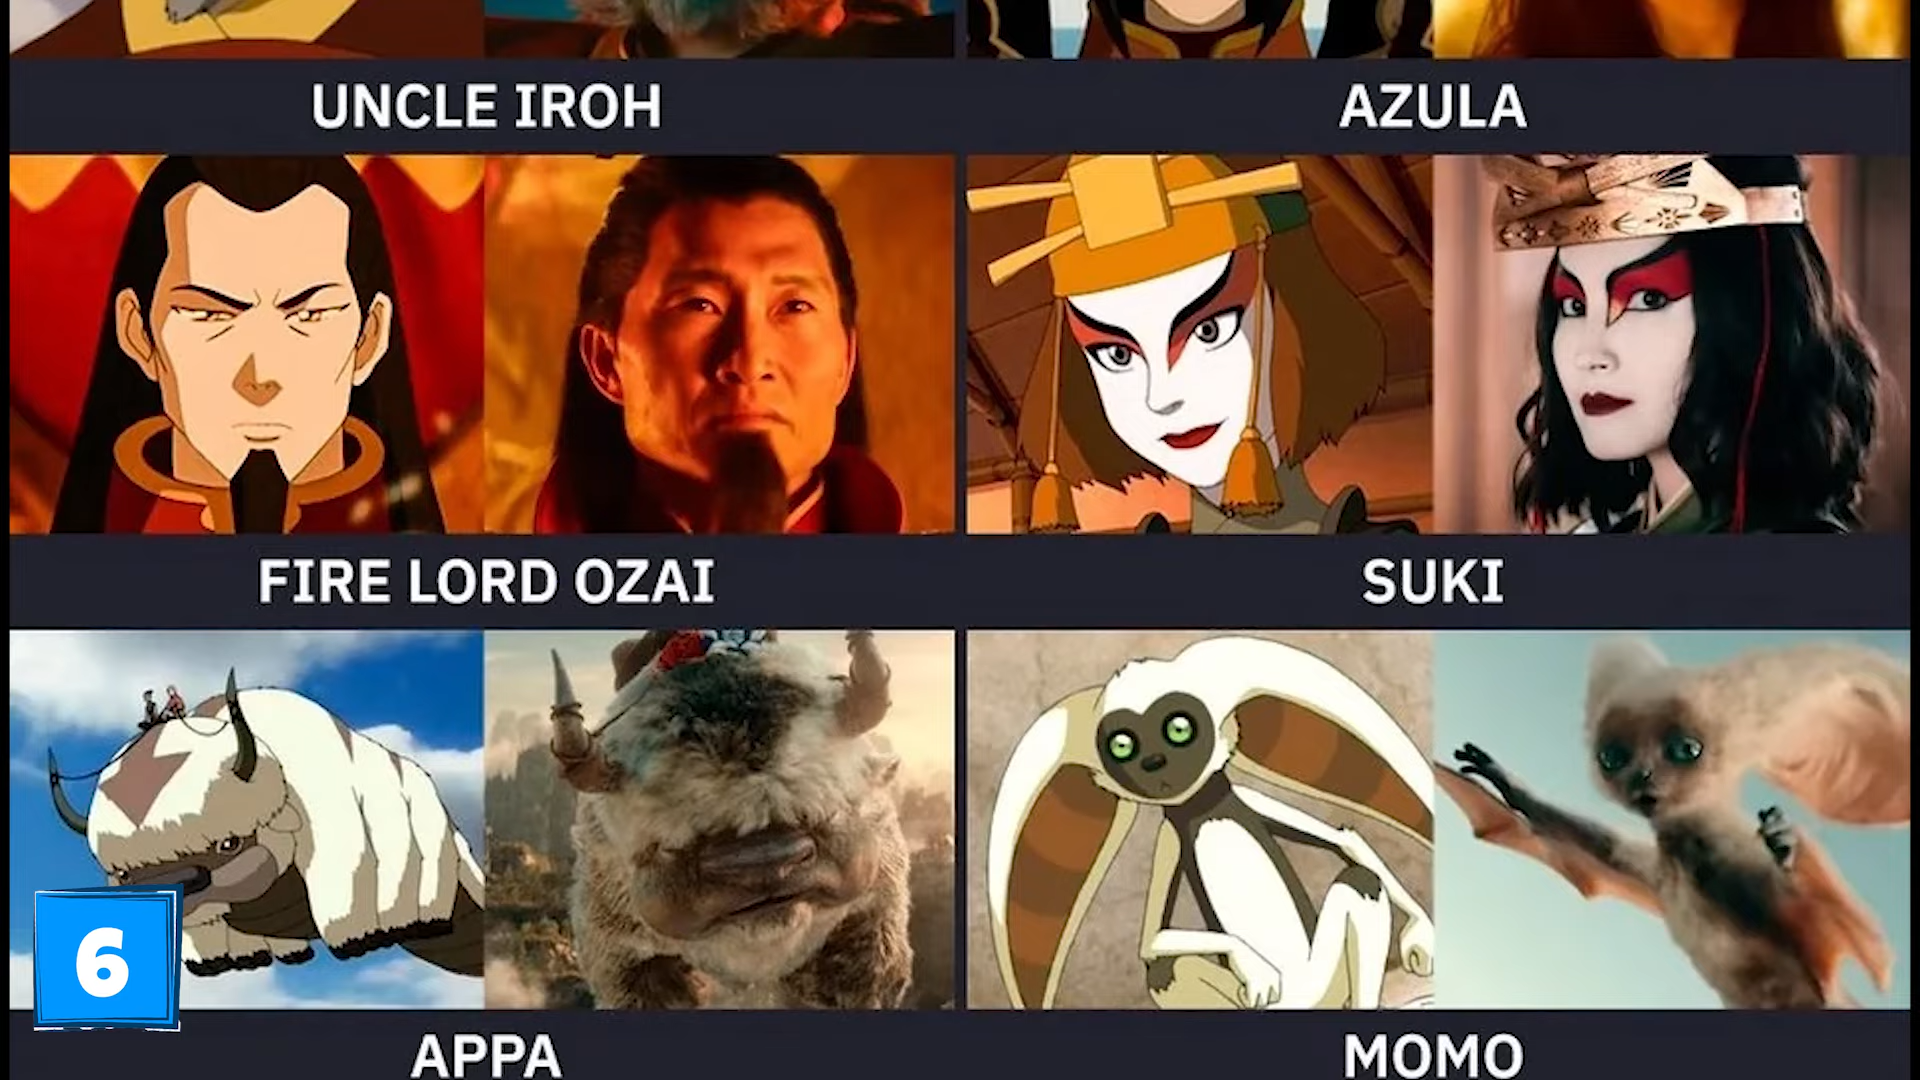 UNCLE IROH
AZULA
FIRE LORD OZAI
SUKI
6
APPA
MOMO